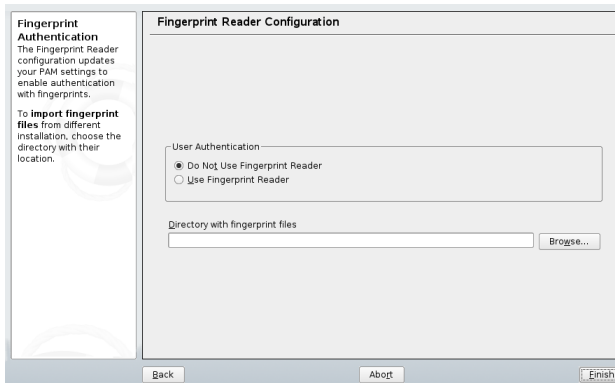 Fingerprint
Authentication
The Fingerprint Reader
configuration updates
your PAM settings to
enable authentication
with fingerprints.
To import fingerprint
files from different
installation, choose the
directory with their
location.
Fingerprint Reader Configuration
User Authentication
Do Not Use Fingerprint Reader
Use Fingerprint Reader
Directory with fingerprint files
Browse...
Back
Abort
Finish